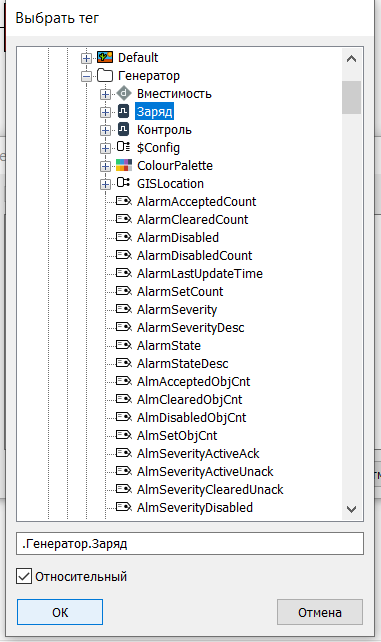 Выбрать тег
Default
Генератор
Вместимость
Заряд
Контроль
$Config
ColourPalette
GISLocation
AlarmAcceptedCount
AlarmClearedCount
AlarmDisabled
AlarmDisabledCount
AlarmLastUpdateTime
AlarmSetCount
AlarmSeverity
AlarmSeverityDesc
AlarmState
AlarmStateDesc
AlmAcceptedObjCnt
AlmClearedObjCnt
AlmDisabledObjCnt
AlmSetObjCnt
AlmSeverityActiveAck
AlmSeverityActiveUnack
AlmSeverityClearedUnack
AlmSeverityDisabled
.Генератор.Заряд
Относительный
OK Отмена